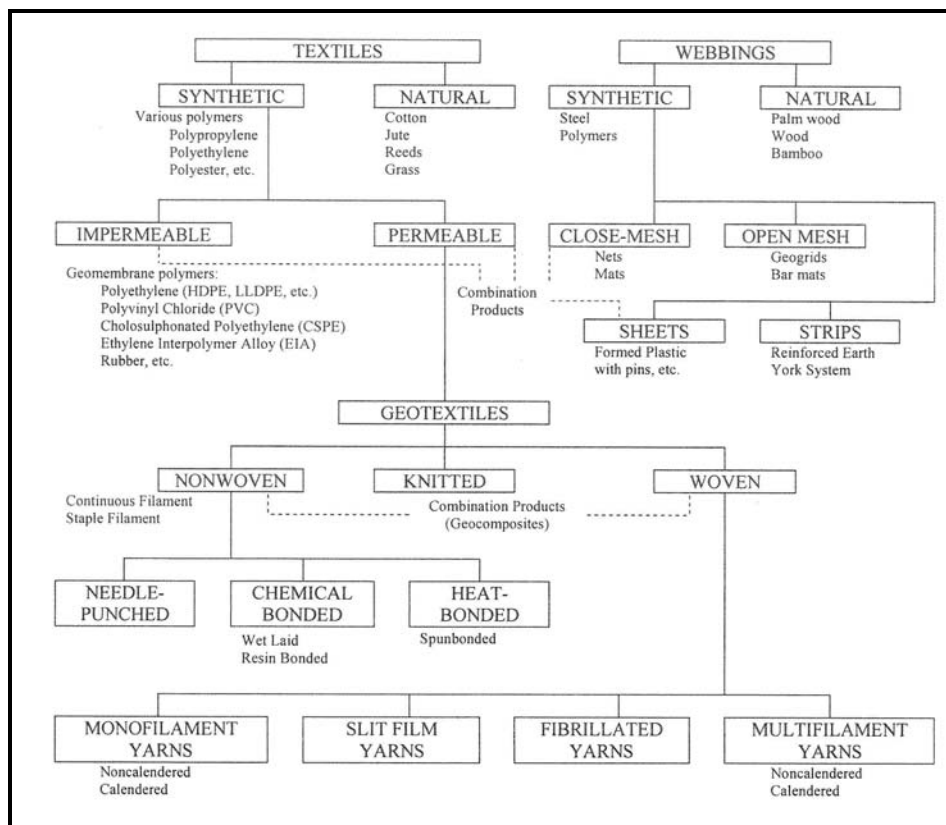 TEXTILES
WEBBINGS
SYNTHETIC
Various polymers
Polypropylene
Polyethylene
Polyester, etc.
NATURAL
Cotton
Jute
Reeds
Grass
SYNTHETIC
Steel
Polymers
NATURAL
Palm wood
Wood
Bamboo
IMPERMEABLE
PERMEABLE
CLOSE-MESH
Nets
Mats
OPEN MESH
Geogrids
Bar mats
Geomembrane polymers:
Polyethylene (HDPE, LLDPE, etc.)
Polyvinyl Chloride (PVC)
Cholosulphonated Polyethylene (CSPE)
Ethylene Interpolymer Alloy (EIA)
Rubber, etc.
Combination
Products
SHEETS
Formed Plastic
with pins, etc.
STRIPS
Reinforced Earth
York System
GEOTEXTILES
NONWOVEN
Continuous Filament
Staple Filament
KNITTED
WOVEN
Combination Products
(Geocomposites)
NEEDLE-
PUNCHED
CHEMICAL
BONDED
Wet Laid
Resin Bonded
HEAT-
BONDED
Spunbonded
MONOFILAMENT
YARNS
Noncalendered
Calendered
SLIT FILM
YARNS
FIBRILLATED
YARNS
MULTIFILAMENT
YARNS
Noncalendered
Calendered